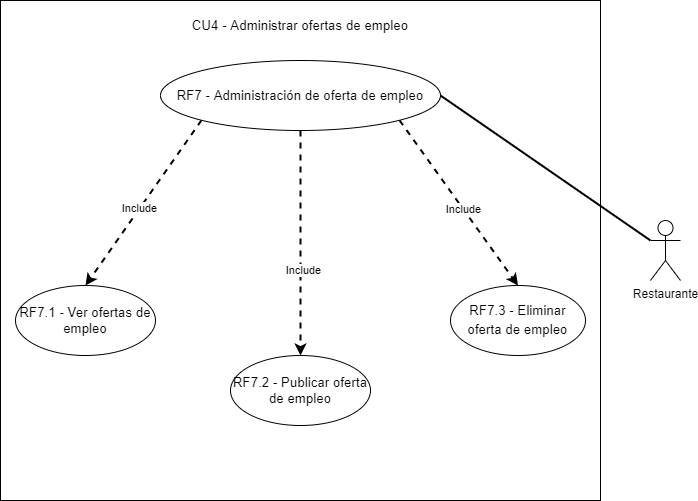 CU4 - Administrar ofertas de empleo
RF7 - Administración de oferta de empleo
Include
Include
Include
RF7.1 - Ver ofertas de
empleo
RF7.2 - Publicar oferta
de empleo
RF7.3 - Eliminar
oferta de empleo
Restaurante